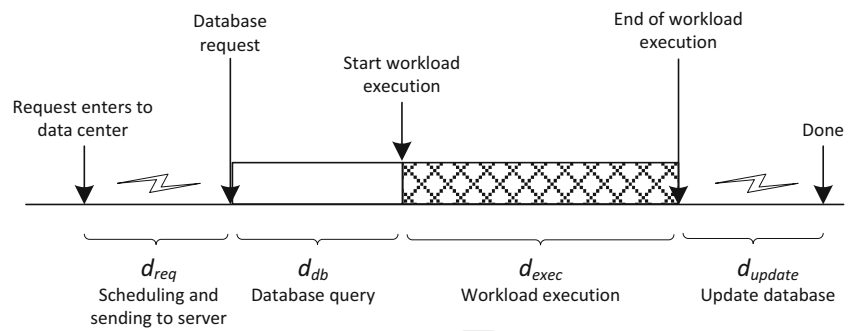 Database
request
End of workload
execution
Start workload
execution
Request enters to
data center
Done
d_req
d_db
d_exec
d_update
Scheduling and
sending to server
Database query
Workload execution
Update database